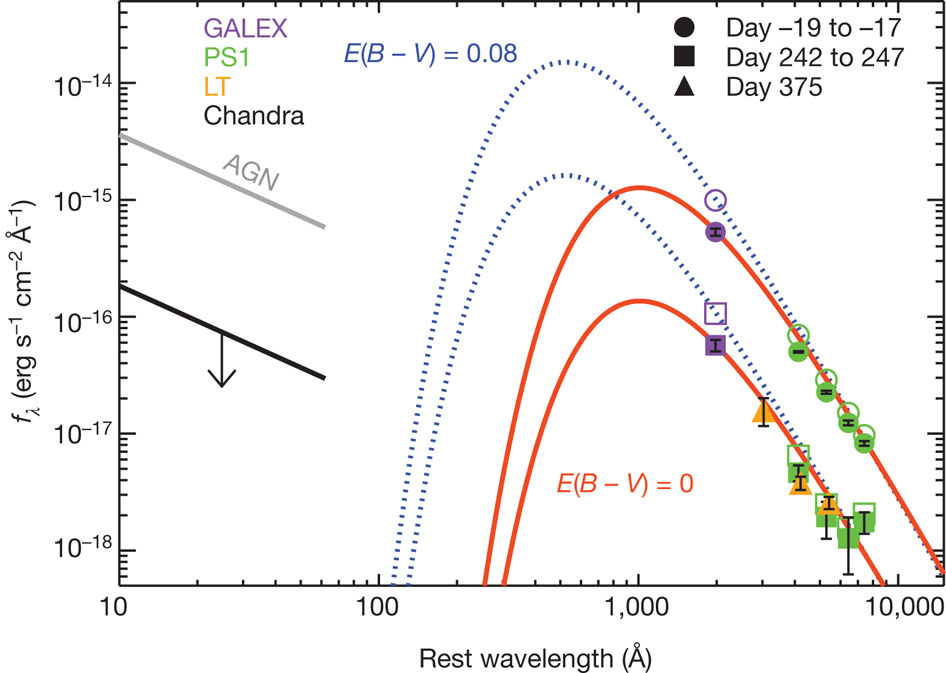 GALEX
PS1
LT
Chandra
E(B – V) = 0.08
Day –19 to –17
Day 242 to 247
Day 375
AGN
E(B – V) = 0
10⁻¹⁴
10⁻¹⁵
10⁻¹⁶
10⁻¹⁷
10⁻¹⁸
fλ (erg s⁻¹ cm⁻² Å⁻¹)
10
100
1,000
10,000
Rest wavelength (Å)